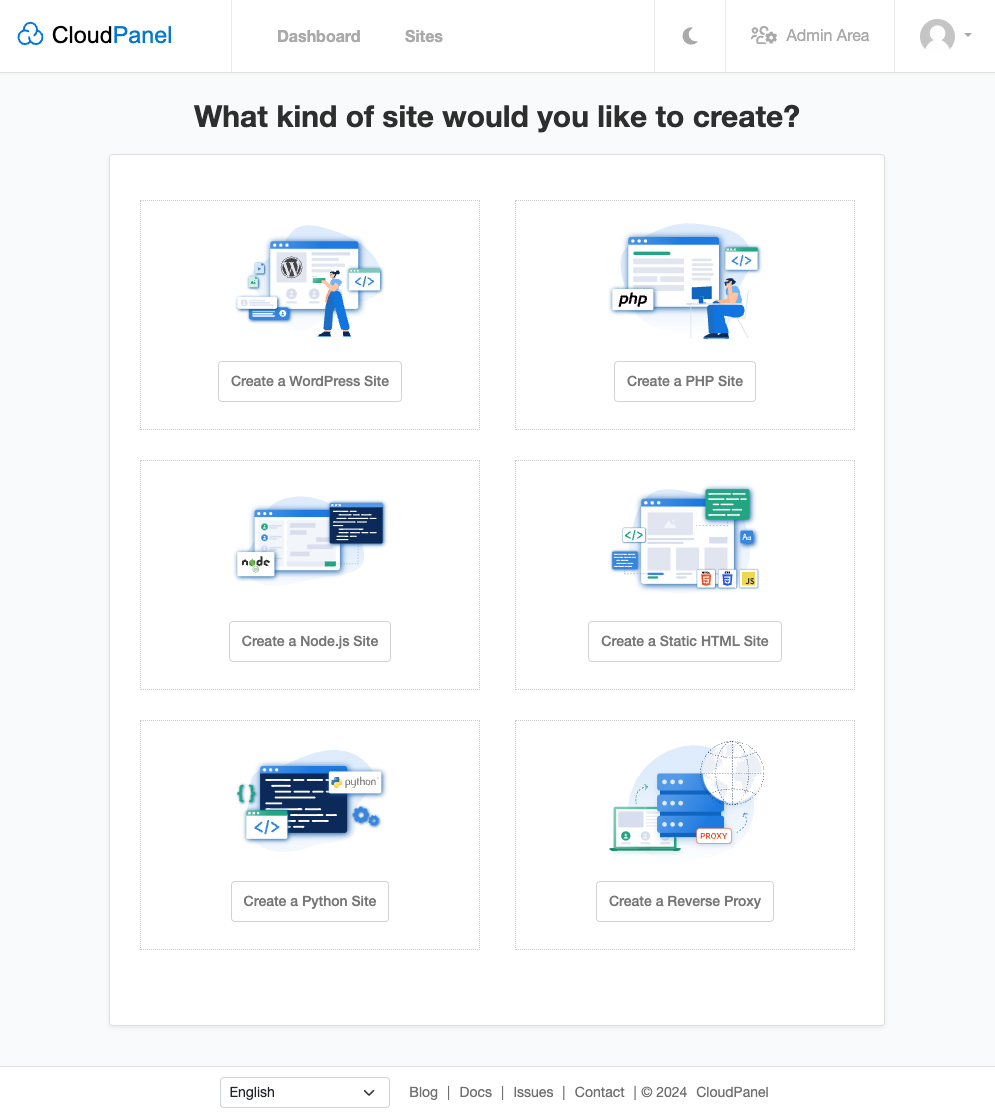 CloudPanel
Dashboard
Sites
Admin Area
What kind of site would you like to create?
</>
Create a WordPress Site
</>
php
Create a PHP Site
node
Create a Node.js Site
</>
Aa
JS
Create a Static HTML Site
python
{ }
</>
Create a Python Site
PROXY
Create a Reverse Proxy
English
Blog | Docs | Issues | Contact | © 2024 CloudPanel